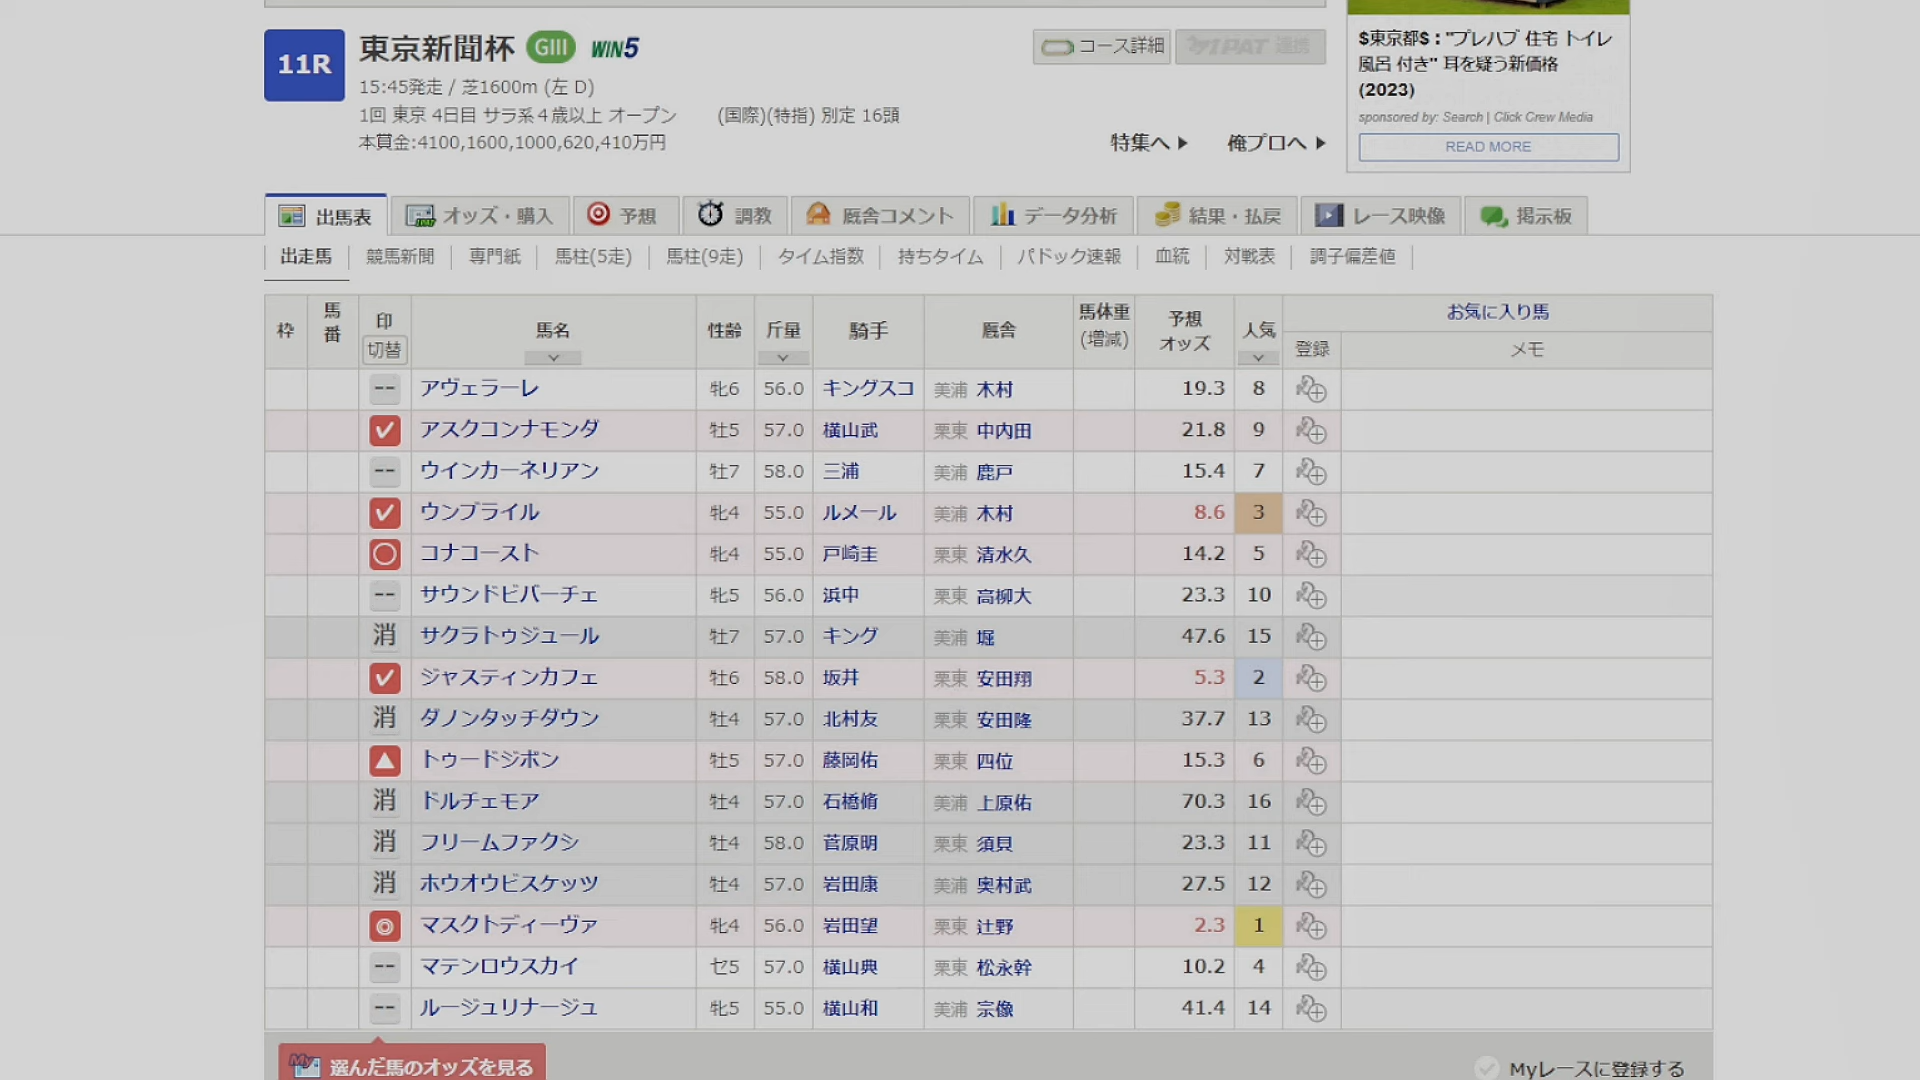 11R 東京新聞杯 GIII WIN5
15:45発走 / 芝1600m (左 D)
1回 東京 4日目 サラ系４歳以上 オープン (国際)(特指) 別定 16頭
本賞金:4100,1600,1000,620,410万円
コース詳細 IPAT 連携
特集へ 俺プロへ
$東京都$ : "プレハブ 住宅 トイレ
風呂 付き" 耳を疑う新価格
(2023)
sponsored by: Search | Click Crew Media
READ MORE
出馬表 オッズ・購入 予想 調教 厩舎コメント データ分析 結果・払戻 レース映像 掲示板
出走馬 競馬新聞 専門紙 馬柱(5走) 馬柱(9走) タイム指数 持ちタイム パドック速報 血統 対戦表 調子偏差値
枠 馬番 印 切替 馬名 性齢 斤量 騎手 厩舎 馬体重 (増減) 予想オッズ 人気 お気に入り馬
登録 メモ
-- アヴェラーレ 牝6 56.0 キングスコ 美浦 木村 19.3 8
✓ アスクコンナモンダ 牡5 57.0 横山武 栗東 中内田 21.8 9
-- ウインカーネリアン 牡7 58.0 三浦 美浦 鹿戸 15.4 7
✓ ウンブライル 牝4 55.0 ルメール 美浦 木村 8.6 3
○ コナコースト 牝4 55.0 戸崎圭 栗東 清水久 14.2 5
-- サウンドビバーチェ 牝5 56.0 浜中 栗東 高柳大 23.3 10
消 サクラトゥジュール 牡7 57.0 キング 美浦 堀 47.6 15
✓ ジャスティンカフェ 牡6 58.0 坂井 栗東 安田翔 5.3 2
消 ダノンタッチダウン 牡4 57.0 北村友 栗東 安田隆 37.7 13
▲ トゥードジボン 牡5 57.0 藤岡佑 栗東 四位 15.3 6
消 ドルチェモア 牡4 57.0 石橋脩 美浦 上原佑 70.3 16
消 フリームファクシ 牡4 58.0 菅原明 栗東 須貝 23.3 11
消 ホウオウビスケッツ 牡4 57.0 岩田康 美浦 奥村武 27.5 12
◎ マスクトディーヴァ 牝4 56.0 岩田望 栗東 辻野 2.3 1
-- マテンロウスカイ セ5 57.0 横山典 栗東 松永幹 10.2 4
-- ルージュリナージュ 牝5 55.0 横山和 美浦 宗像 41.4 14
My 選んだ馬のオッズを見る
Myレースに登録する